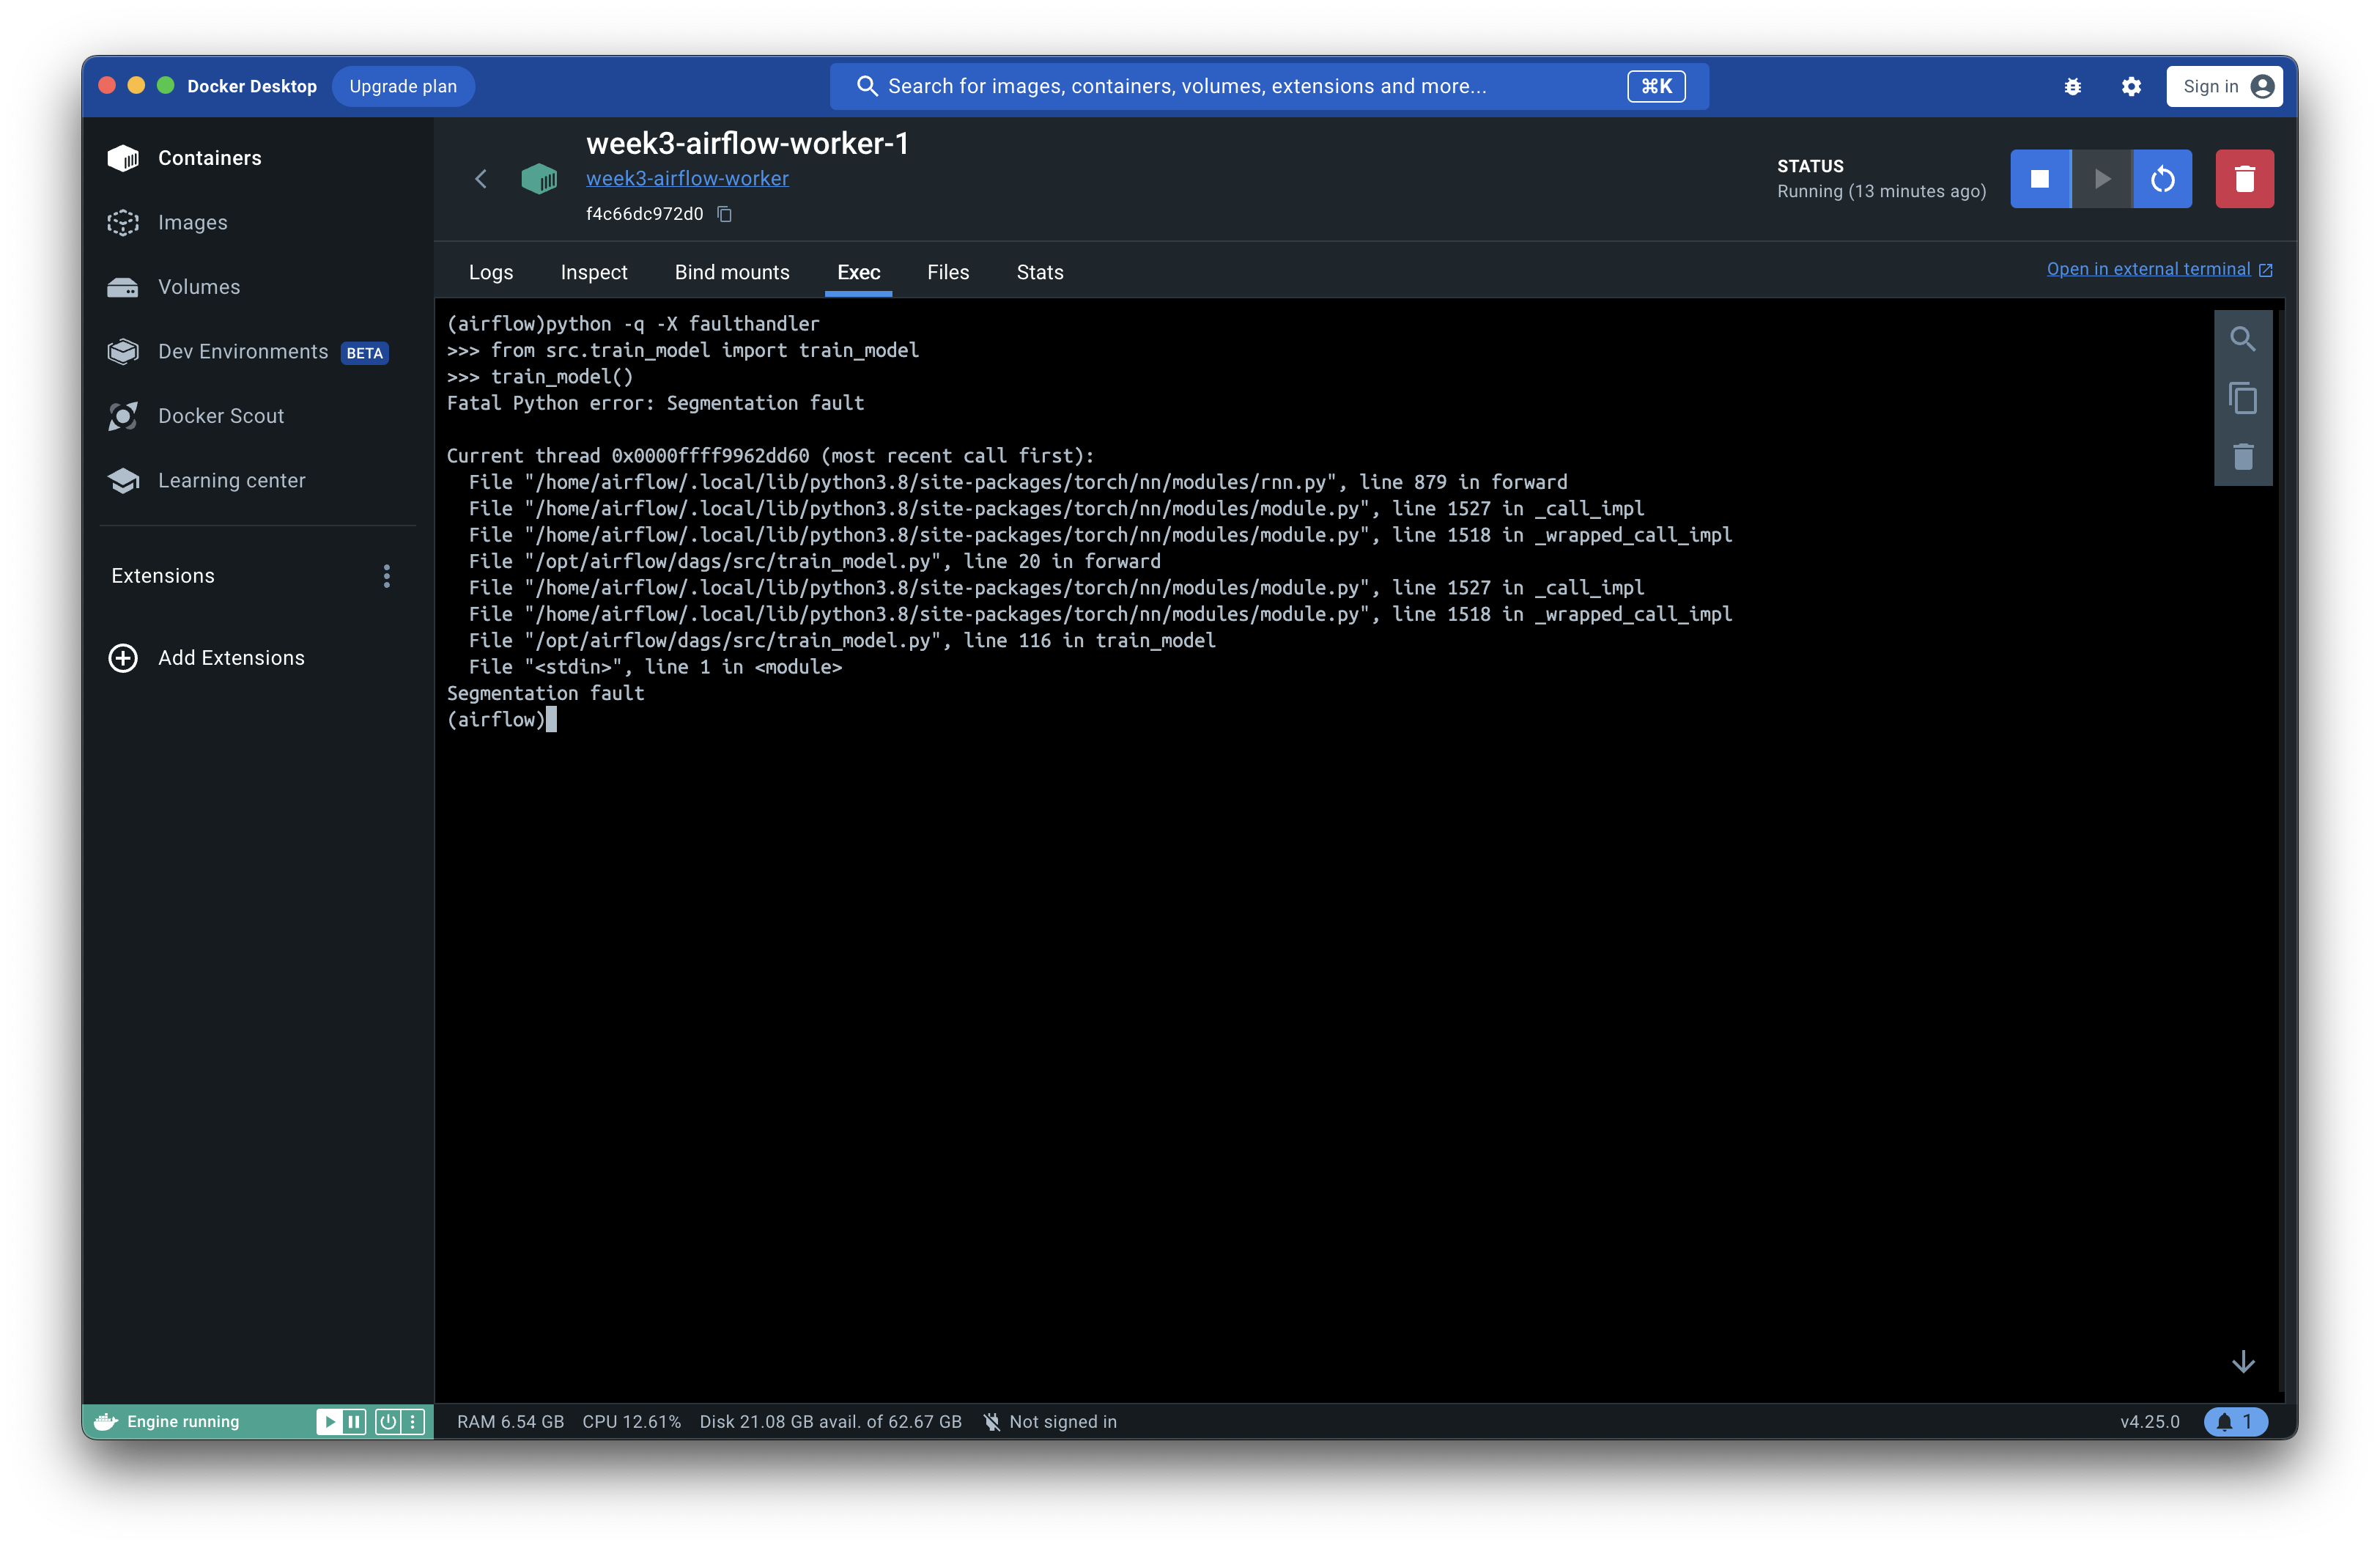 Docker Desktop
Upgrade plan
Search for images, containers, volumes, extensions and more...
⌘K
Sign in
Containers
Images
Volumes
Dev Environments BETA
Docker Scout
Learning center
Extensions
Add Extensions
week3-airflow-worker-1
week3-airflow-worker
f4c66dc972d0
STATUS
Running (13 minutes ago)
Logs Inspect Bind mounts Exec Files Stats
Open in external terminal
(airflow)python -q -X faulthandler
>>> from src.train_model import train_model
>>> train_model()
Fatal Python error: Segmentation fault
Current thread 0x0000ffff9962dd60 (most recent call first):
  File "/home/airflow/.local/lib/python3.8/site-packages/torch/nn/modules/rnn.py", line 879 in forward
  File "/home/airflow/.local/lib/python3.8/site-packages/torch/nn/modules/module.py", line 1527 in _call_impl
  File "/home/airflow/.local/lib/python3.8/site-packages/torch/nn/modules/module.py", line 1518 in _wrapped_call_impl
  File "/opt/airflow/dags/src/train_model.py", line 20 in forward
  File "/home/airflow/.local/lib/python3.8/site-packages/torch/nn/modules/module.py", line 1527 in _call_impl
  File "/home/airflow/.local/lib/python3.8/site-packages/torch/nn/modules/module.py", line 1518 in _wrapped_call_impl
  File "/opt/airflow/dags/src/train_model.py", line 116 in train_model
  File "<stdin>", line 1 in <module>
Segmentation fault
(airflow)
Engine running
RAM 6.54 GB CPU 12.61% Disk 21.08 GB avail. of 62.67 GB Not signed in
v4.25.0
1